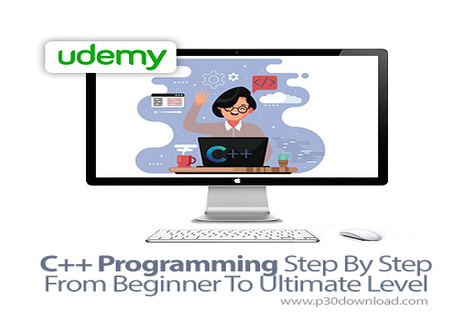 udemy
C++
C++ Programming Step By Step
From Beginner To Ultimate Level
www.p30download.com